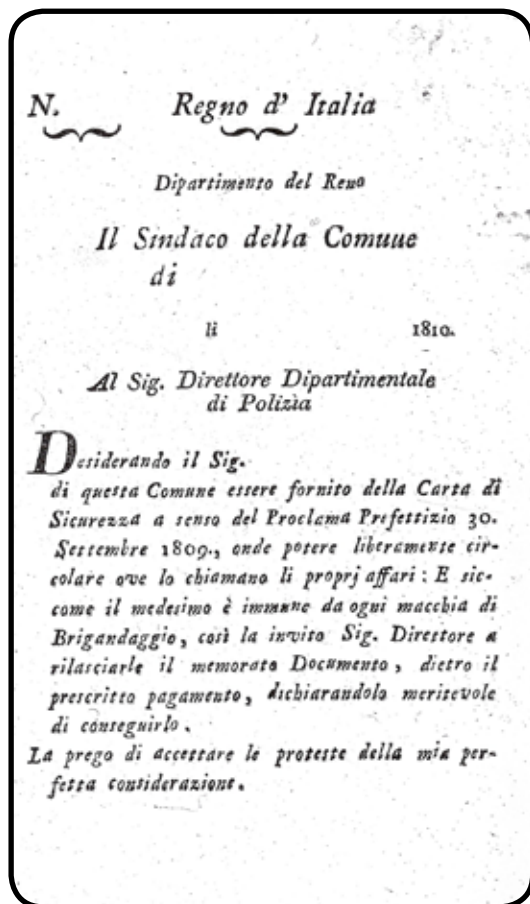 N. Regno d' Italia
Dipartimento del Reno
Il Sindaco della Comuue
di
li 1810.
Al Sig. Direttore Dipartimentale
di Polizìa
Desiderando il Sig.
di questa Comune essere fornito della Carta di
Sicurezza a senso del Proclama Prefettizio 30.
Settembre 1809., onde potere liberamente cir-
colare ove lo chiamano li proprj affari : E sic-
come il medesimo è immune da ogni macchia di
Brigandaggio, così la invito Sig. Direttore a
rilasciarle il memorato Documento, dietro il
prescritto pagamento, dichiarandolo meritevole
di conseguirlo.
La prego di accettare le proteste della mia per-
fetta considerazione.